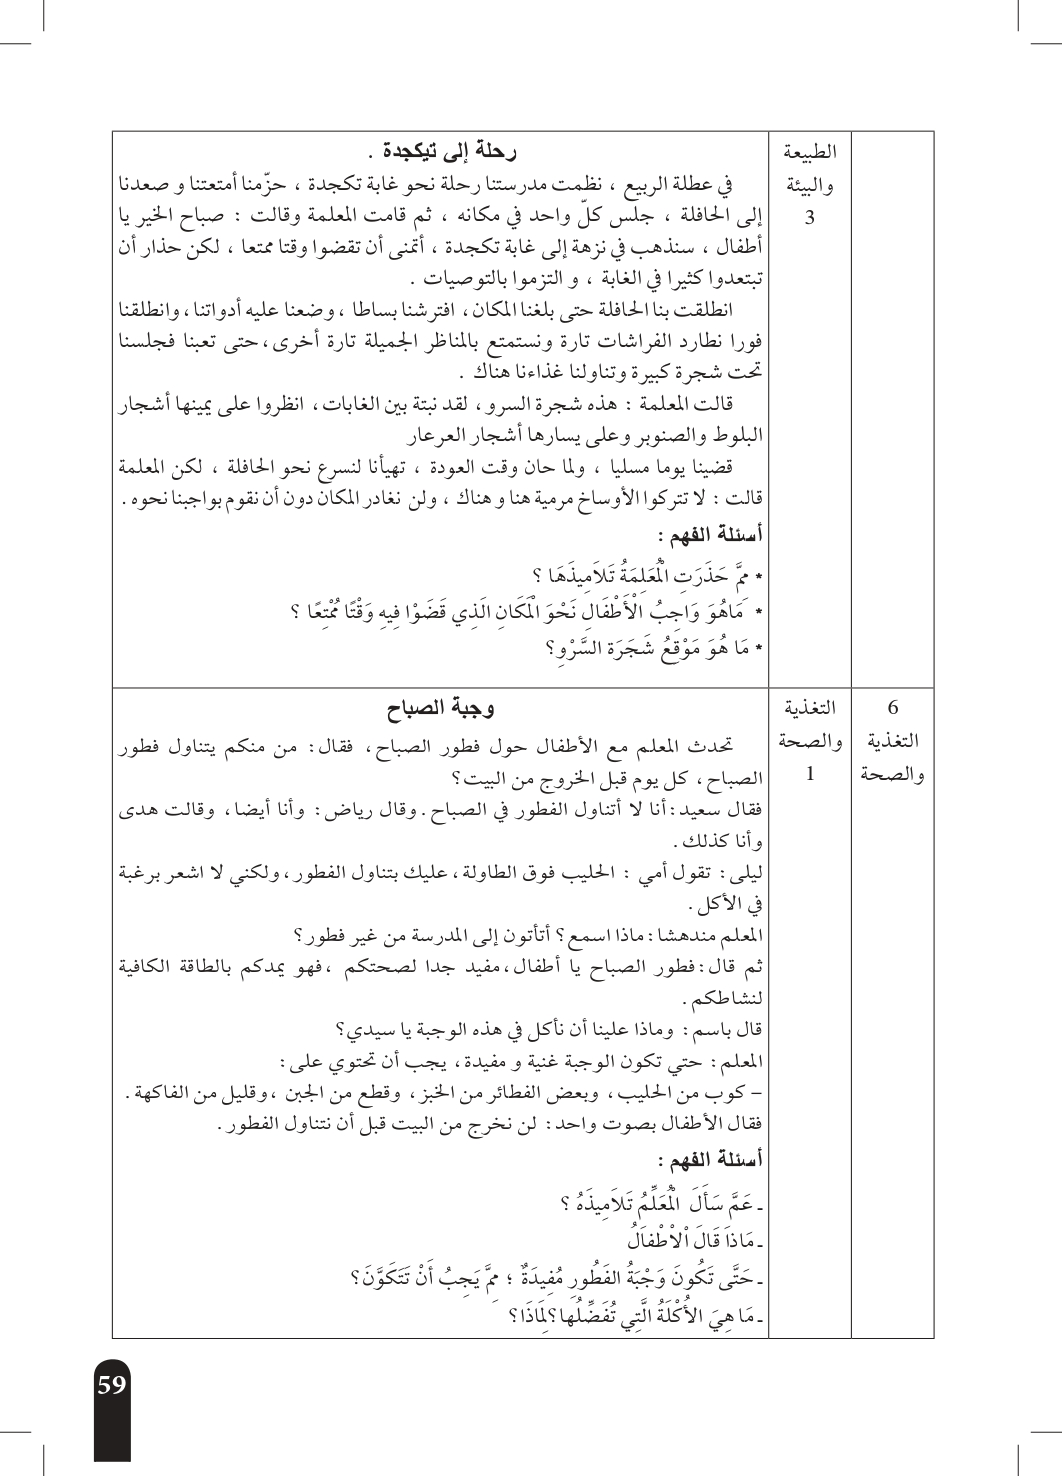 الطبيعة
والبيئة
3
رحلة إلى تيكجدة .
في عطلة الربيع ، نظمت مدرستنا رحلة نحو غابة تكجدة ، حزّمنا أمتعتنا و صعدنا
إلى الحافلة ، جلس كلّ واحد في مكانه ، ثم قامت المعلمة وقالت : صباح الخير يا
أطفال ، سنذهب في نزهة إلى غابة تكجدة ، أتمنى أن تقضوا وقتا ممتعا ، لكن حذار أن
تبتعدوا كثيرا في الغابة ، و التزموا بالتوصيات .
انطلقت بنا الحافلة حتى بلغنا المكان، افترشنا بساطا ، وضعنا عليه أدواتنا، وانطلقنا
فورا نطارد الفراشات تارة ونستمتع بالمناظر الجميلة تارة أخرى، حتى تعبنا فجلسنا
تحت شجرة كبيرة وتناولنا غذاءنا هناك .
قالت المعلمة : هذه شجرة السرو، لقد نبتة بين الغابات، انظروا على يمينها أشجار
البلوط والصنوبر وعلى يسارها أشجار العرعار
قضينا يوما مسليا ، ولما حان وقت العودة ، تهيأنا لنسرع نحو الحافلة ، لكن المعلمة
قالت : لا تتركوا الأوساخ مرمية هنا و هناك ، ولن نغادر المكان دون أن نقوم بواجبنا نحوه .
أسئلة الفهم :
* مِمَّ حَذَرَتِ الْمُعَلِمَةُ تَلاَمِيذَهَا ؟
* مَاهُوَ وَاجِبُ الْأَطْفَالِ نَحْوَ الْمَكَانِ الَذِي قَضَوْا فِيهِ وَقْتًا مُمْتِعًا ؟
* مَا هُوَ مَوْقِعُ شَجَرَة السَّرْوِ؟
6
التغذية
والصحة
التغذية
والصحة
1
وجبة الصباح
تحدث المعلم مع الأطفال حول فطور الصباح، فقال: من منكم يتناول فطور
الصباح، كل يوم قبل الخروج من البيت؟
فقال سعيد:أنا لا أتناول الفطور في الصباح. وقال رياض: وأنا أيضا، وقالت هدى
وأنا كذلك.
ليلى: تقول أمي : الحليب فوق الطاولة، عليك بتناول الفطور، ولكني لا اشعر برغبة
في الأكل.
المعلم مندهشا: ماذا اسمع؟ أتأتون إلى المدرسة من غير فطور؟
ثم قال:فطور الصباح يا أطفال،مفيد جدا لصحتكم ،فهو يمدكم بالطاقة الكافية
لنشاطكم.
قال باسم: وماذا علينا أن نأكل في هذه الوجبة يا سيدي؟
المعلم: حتي تكون الوجبة غنية و مفيدة، يجب أن تحتوي على:
– كوب من الحليب، وبعض الفطائر من الخبز، وقطع من الجبن ،وقليل من الفاكهة.
فقال الأطفال بصوت واحد: لن نخرج من البيت قبل أن نتناول الفطور.
أسئلة الفهم :
ـ عَمَّ سَأَلَ الْمُعَلِّمُ تَلاَمِيذَهُ ؟
ـ مَاذَا قَالَ اْلأطْفَالُ
ـ حَتَّى تَكُونَ وَجْبَةُ الفَطُورِ مُفِيدَةٌ ؛ مِمَّ يَجِبُ أَنْ تَتَكَوَّنَ؟
ـ مَا هِيَ الأُكْلَةُ الَّتِي تُفَضِّلُهَا؟لِمَاذَا؟
59